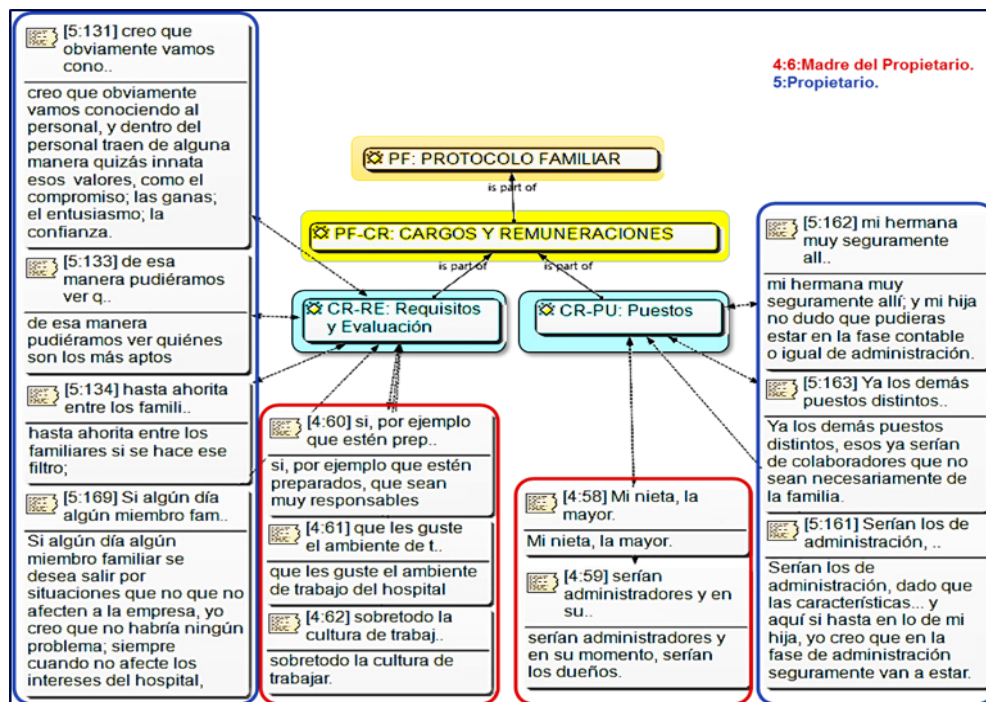 [5:131] creo que
obviamente vamos
cono..
creo que obviamente
vamos conociendo al
personal, y dentro del
personal traen de alguna
manera quizás innata
esos valores, como el
compromiso; las ganas;
el entusiasmo; la
confianza.
[5:133] de esa
manera pudiéramos
ver q..
de esa manera
pudiéramos ver quiénes
son los más aptos
[5:134] hasta ahorita
entre los famili..
hasta ahorita entre los
familiares si se hace ese
filtro;
[5:169] Si algún día
algún miembro fam..
Si algún día algún
miembro familiar se
desea salir por
situaciones que no que no
afecten a la empresa, yo
creo que no habría ningún
problema; siempre
cuando no afecte los
intereses del hospital,
4:6:Madre del Propietario.
5:Propietario.
PF: PROTOCOLO FAMILIAR
is part of
PF-CR: CARGOS Y REMUNERACIONES
is part of
is part of
CR-RE: Requisitos
y Evaluación
CR-PU: Puestos
[4:60] si, por ejemplo
que estén prep..
si, por ejemplo que estén
preparados, que sean
muy responsables
[4:61] que les guste
el ambiente de t..
que les guste el ambiente
de trabajo del hospital
[4:62] sobretodo la
cultura de trabaj..
sobretodo la cultura de
trabajar.
[4:58] Mi nieta, la
mayor.
Mi nieta, la mayor.
[4:59] serían
administradores y en
su..
serían administradores y
en su momento, serían
los dueños.
[5:162] mi hermana
muy seguramente
all..
mi hermana muy
seguramente allí; y mi hija
no dudo que pudieras
estar en la fase contable
o igual de administración.
[5:163] Ya los demás
puestos distintos..
Ya los demás puestos
distintos, esos ya serían
de colaboradores que no
sean necesariamente de
la familia.
[5:161] Serían los de
administración, ..
Serían los de
administración, dado que
las características... y
aquí si hasta en lo de mi
hija, yo creo que en la
fase de administración
seguramente van a estar.